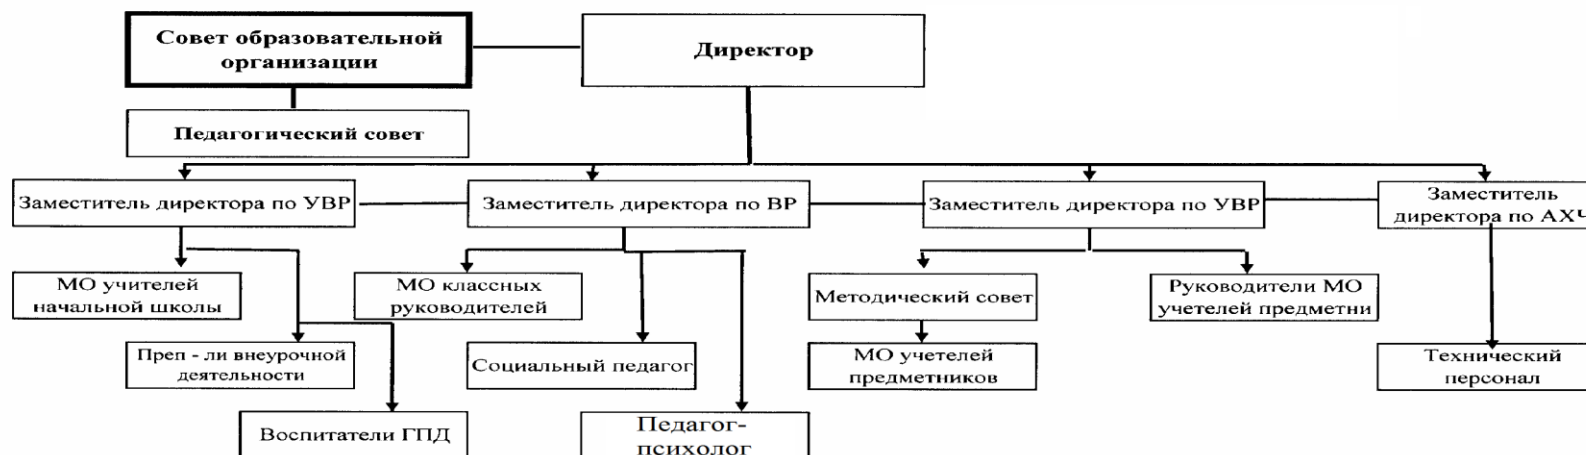 Совет образовательной
организации
Директор
Педагогический совет
Заместитель директора по УВР
Заместитель директора по ВР
Заместитель директора по УВР
Заместитель
директора по АХЧ
МО учителей
начальной школы
МО классных
руководителей
Методический совет
Руководители МО
учетелей предметни
Преп - ли внеурочной
деятельности
Социальный педагог
МО учетелей
предметников
Технический
персонал
Воспитатели ГПД
Педагог-
психолог